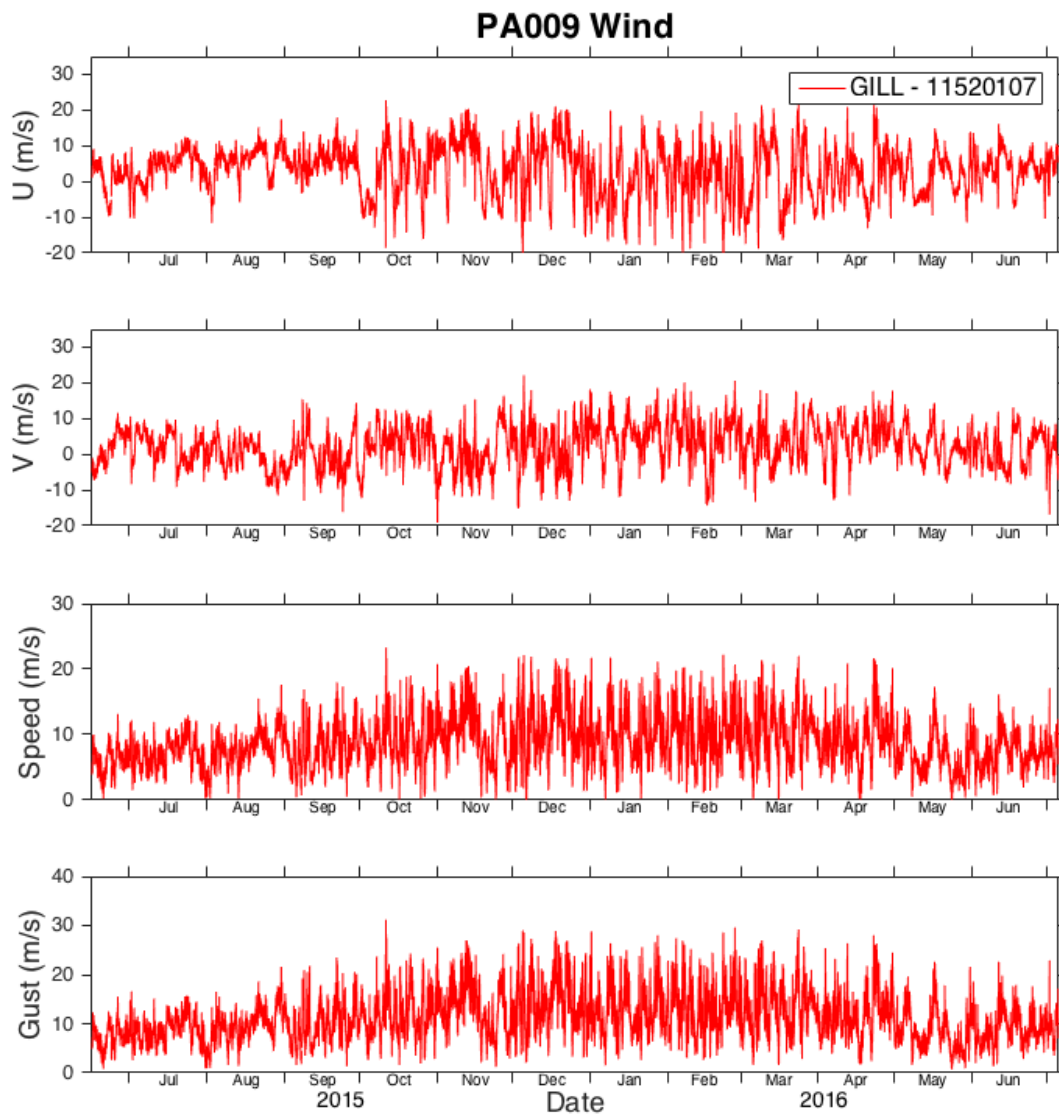 PA009 Wind
GILL - 11520107
U (m/s)
30
20
10
0
-10
-20
Jul Aug Sep Oct Nov Dec Jan Feb Mar Apr May Jun
V (m/s)
30
20
10
0
-10
-20
Jul Aug Sep Oct Nov Dec Jan Feb Mar Apr May Jun
Speed (m/s)
30
20
10
0
Jul Aug Sep Oct Nov Dec Jan Feb Mar Apr May Jun
Gust (m/s)
40
30
20
10
0
Jul Aug Sep Oct Nov Dec Jan Feb Mar Apr May Jun
2015 Date 2016